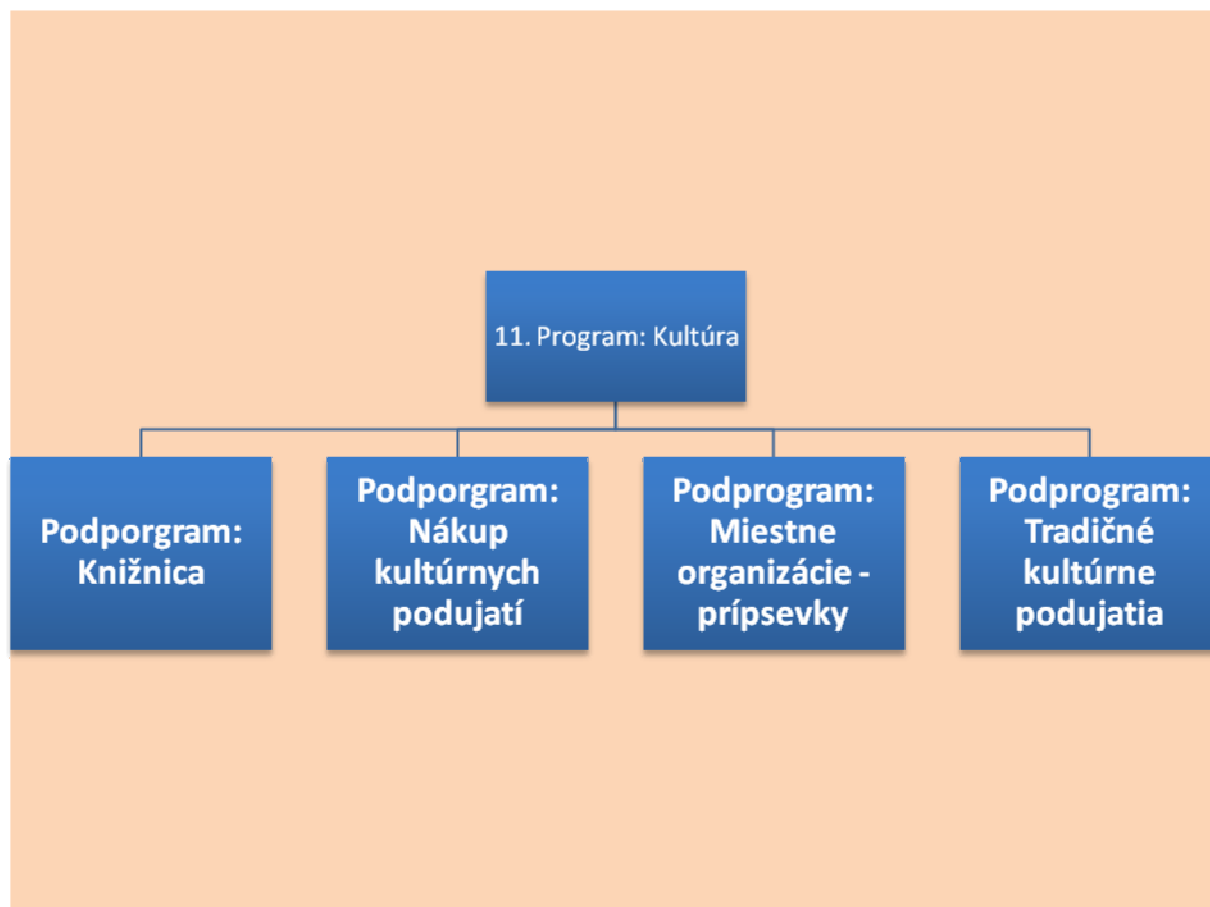 11. Program: Kultúra
Podporgram:
Knižnica
Podporgram:
Nákup
kultúrnych
podujatí
Podprogram:
Miestne
organizácie -
prípsevky
Podprogram:
Tradičné
kultúrne
podujatia